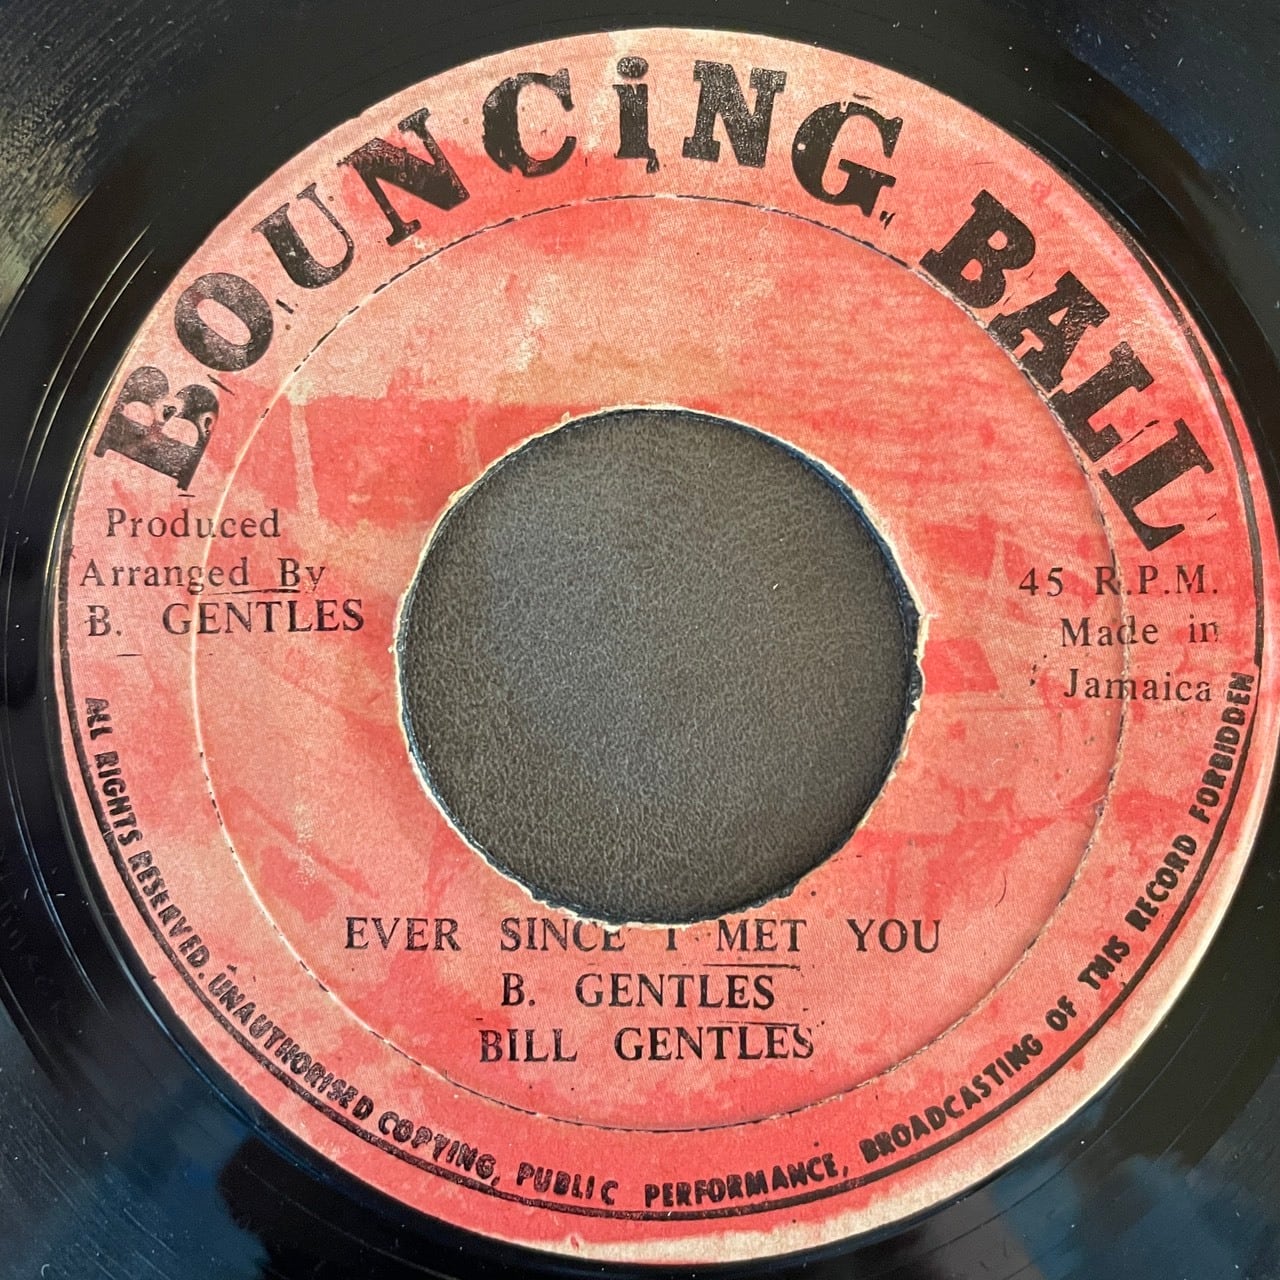 BOUNCiNG BALL
Produced
Arranged By
B. GENTLES
45 R.P.M.
Made in
Jamaica
EVER SINCE I MET YOU
B. GENTLES
BILL GENTLES
ALL RIGHTS RESERVED. UNAUTHORISED COPYING, PUBLIC PERFORMANCE, BROADCASTING OF THIS RECORD FORBIDDEN